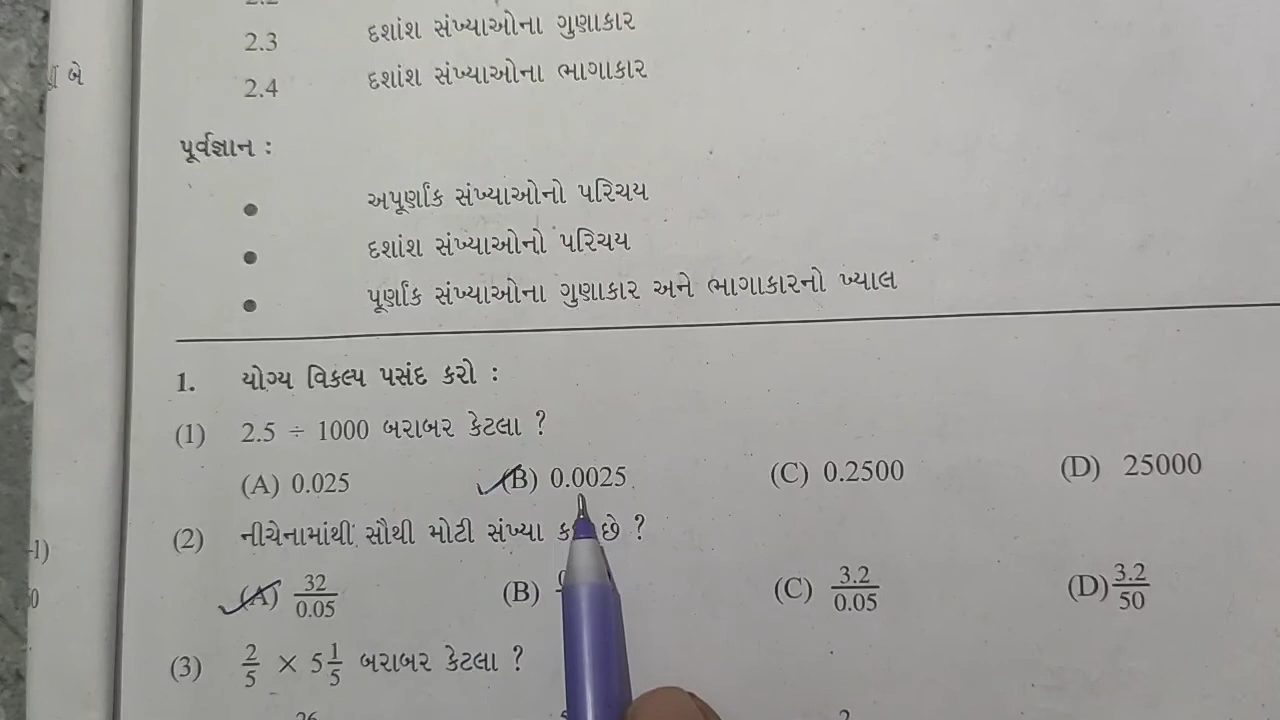 2.3 દશાંશ સંખ્યાઓના ગુણાકાર
બે
2.4 દશાંશ સંખ્યાઓના ભાગાકાર
પૂર્વજ્ઞાન :
• અપૂર્ણાંક સંખ્યાઓનો પરિચય
• દશાંશ સંખ્યાઓનો પરિચય
• પૂર્ણાંક સંખ્યાઓના ગુણાકાર અને ભાગાકારનો ખ્યાલ
1. યોગ્ય વિકલ્પ પસંદ કરો :
(1) 2.5 ÷ 1000 બરાબર કેટલા ?
(A) 0.025 (B) 0.0025 (C) 0.2500 (D) 25000
(2) નીચેનામાંથી સૌથી મોટી સંખ્યા છે ?
(A) 32/0.05 (B) (C) 3.2/0.05 (D) 3.2/50
(3) 2/5 × 5 1/5 બરાબર કેટલા ?